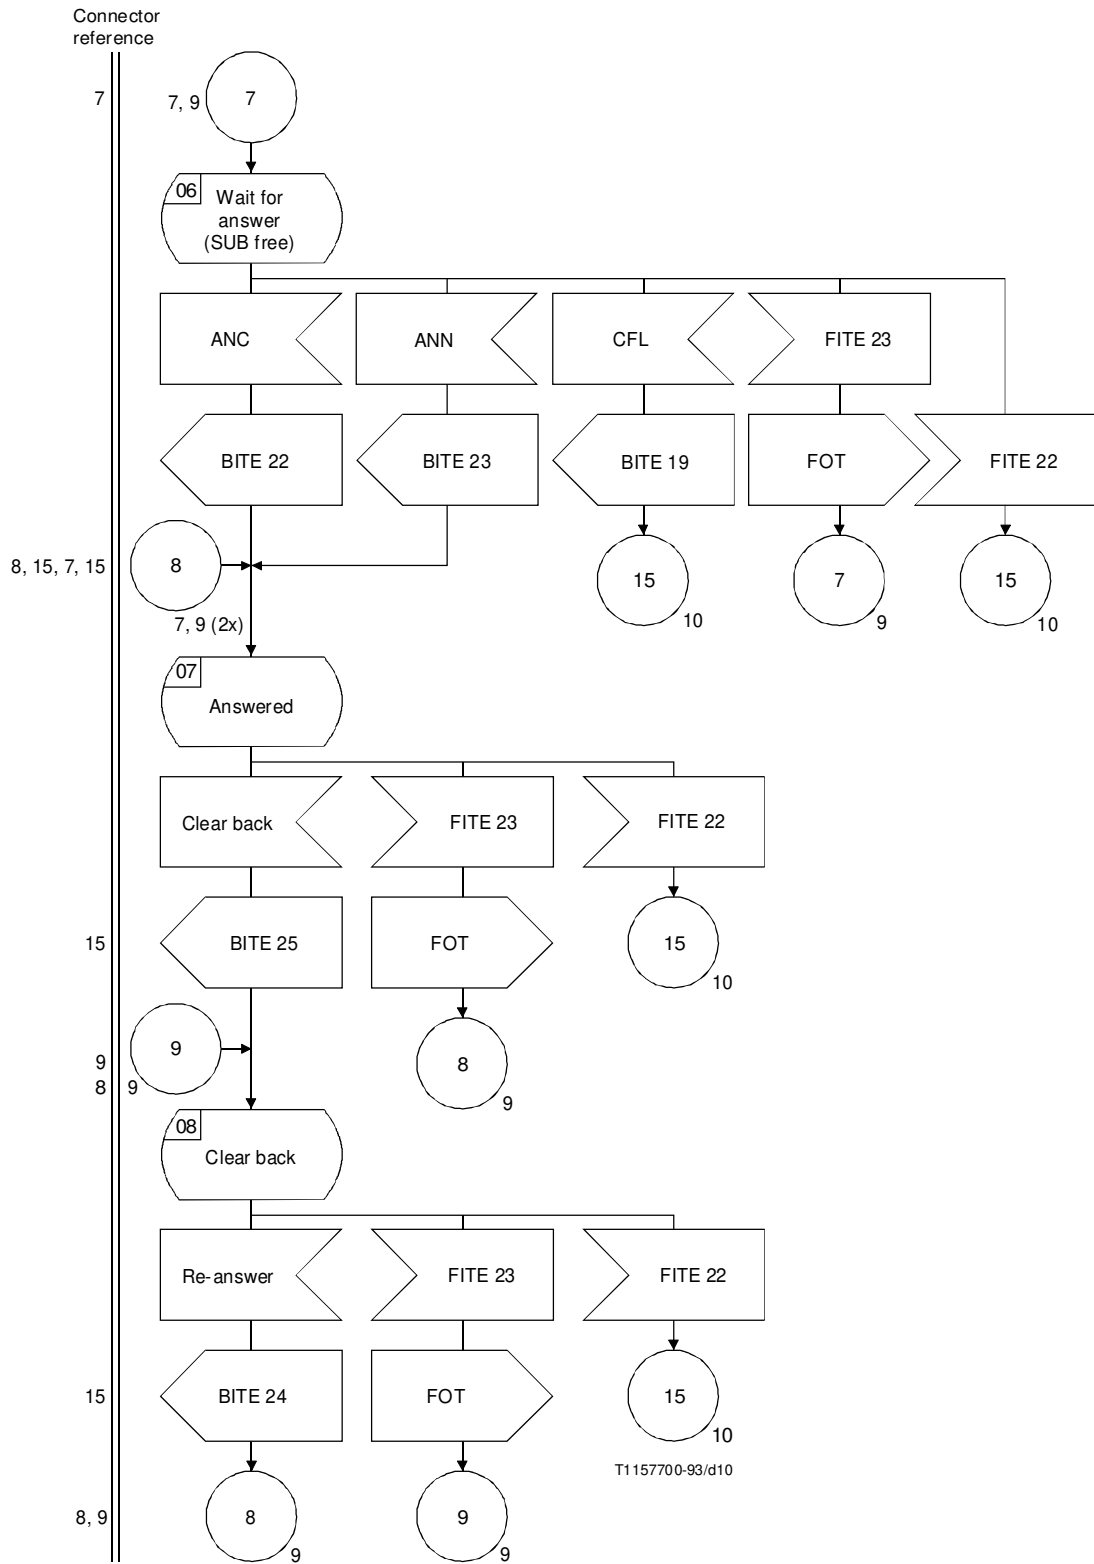 Connector
reference
7
7, 9
7
06
Wait for
answer
(SUB free)
ANC
ANN
CFL
FITE 23
BITE 22
BITE 23
BITE 19
FOT
FITE 22
8, 15, 7, 15
8
15
7
15
10
9
10
7, 9 (2x)
07
Answered
Clear back
FITE 23
FITE 22
15
BITE 25
FOT
15
10
9
9
8
8
9
9
08
Clear back
Re-answer
FITE 23
FITE 22
15
BITE 24
FOT
15
10
T1157700-93/d10
8, 9
8
9
9
9